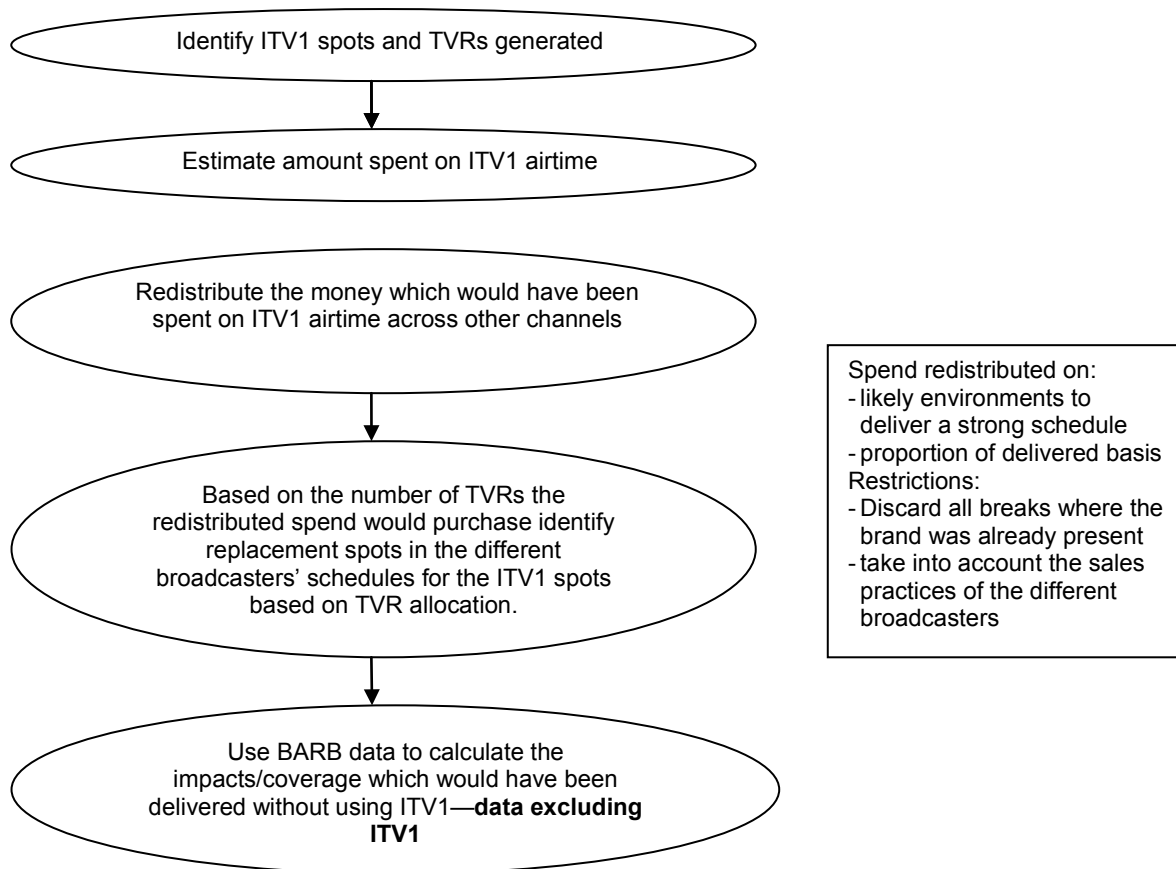 Identify ITV1 spots and TVRs generated
Estimate amount spent on ITV1 airtime
Redistribute the money which would have been
spent on ITV1 airtime across other channels
Spend redistributed on:
- likely environments to
deliver a strong schedule
- proportion of delivered basis
Restrictions:
- Discard all breaks where the
brand was already present
- take into account the sales
practices of the different
broadcasters
Based on the number of TVRs the
redistributed spend would purchase identify
replacement spots in the different
broadcasters’ schedules for the ITV1 spots
based on TVR allocation.
Use BARB data to calculate the
impacts/coverage which would have been
delivered without using ITV1—data excluding
ITV1